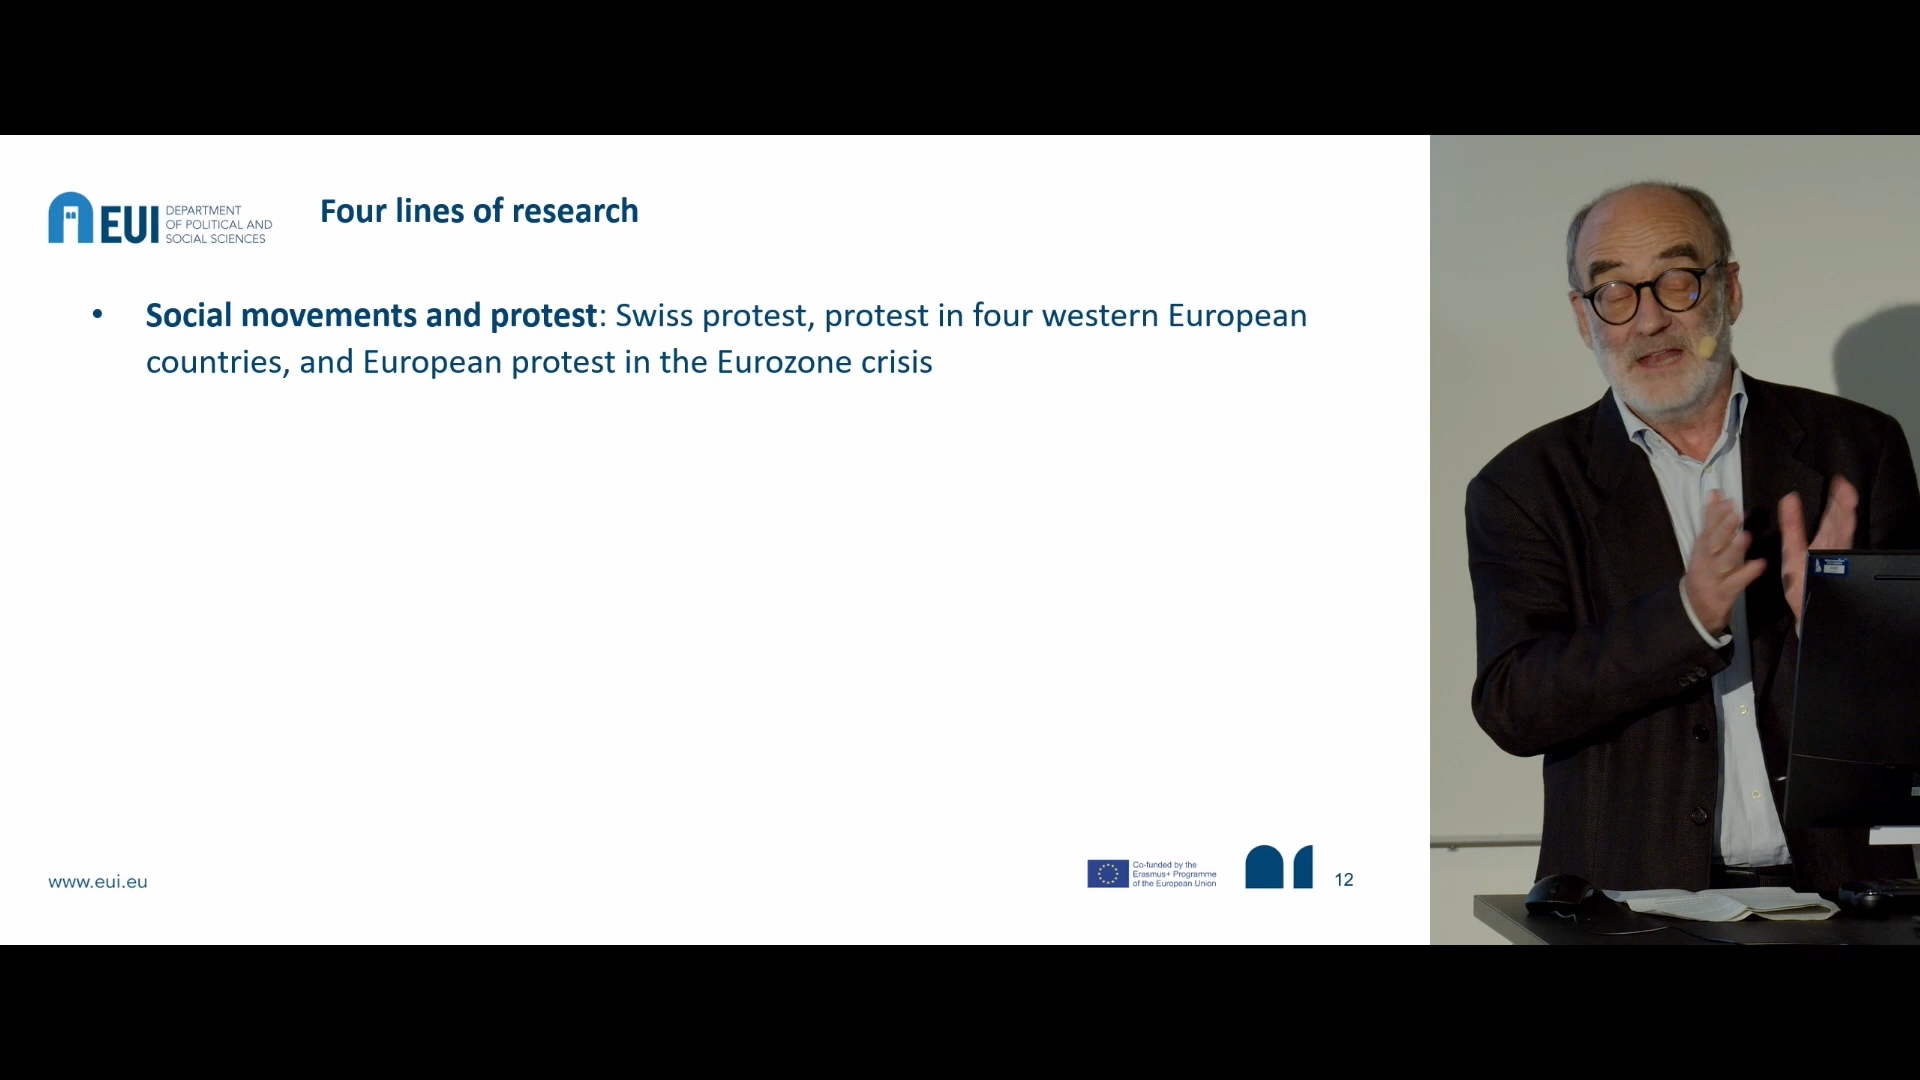 EUI
DEPARTMENT
OF POLITICAL AND
SOCIAL SCIENCES
Four lines of research
• Social movements and protest: Swiss protest, protest in four western European
countries, and European protest in the Eurozone crisis
www.eui.eu
Co-funded by the
Erasmus+ Programme
of the European Union
12